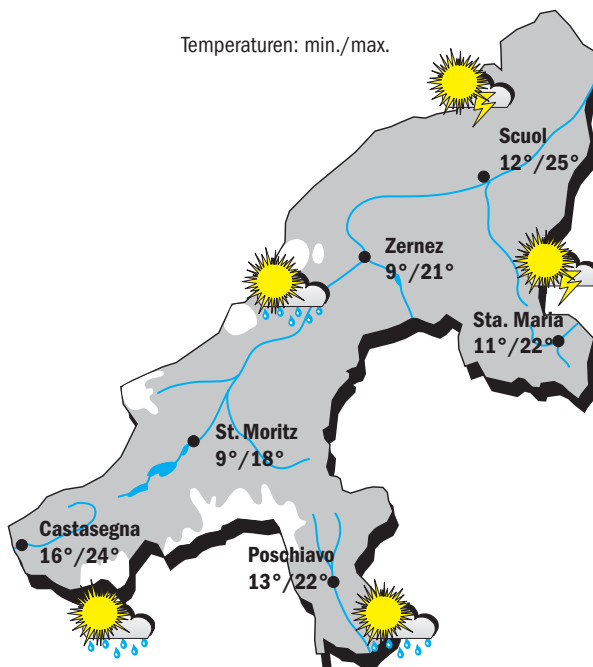 Temperaturen: min./max.
Scuol
12°/25°
Zernez
9°/21°
Sta. Maria
11°/22°
St. Moritz
9°/18°
Castasegna
16°/24°
Poschiavo
13°/22°